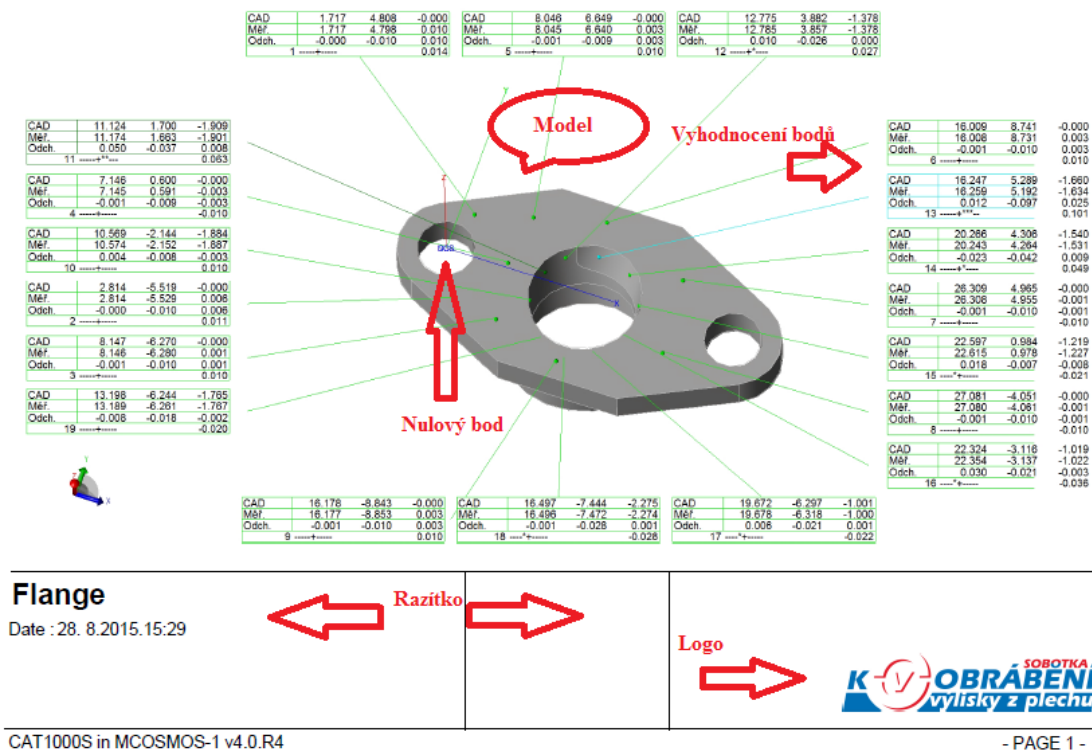 CAD 1.717 4.808 -0.000
Měř. 1.717 4.798 0.010
Odch. -0.000 -0.010 0.010
1 -----+----- 0.014
CAD 8.046 6.649 -0.000
Měř. 8.045 6.640 0.003
Odch. -0.001 -0.009 0.003
5 -----+----- 0.010
CAD 12.775 3.882 -1.378
Měř. 12.785 3.857 -1.378
Odch. 0.010 -0.026 0.000
12 -----+*---- 0.027
Model
Vyhodnocení bodů
CAD 11.124 1.700 -1.909
Měř. 11.174 1.663 -1.901
Odch. 0.050 -0.037 0.008
11 -----+**--- 0.063
CAD 7.146 0.600 -0.000
Měř. 7.145 0.591 -0.003
Odch. -0.001 -0.009 -0.003
4 -----+----- -0.010
CAD 10.569 -2.144 -1.884
Měř. 10.574 -2.152 -1.887
Odch. 0.004 -0.008 -0.003
10 -----+----- 0.010
CAD 2.814 -5.519 -0.000
Měř. 2.814 -5.529 0.006
Odch. -0.000 -0.010 0.006
2 -----+----- 0.011
CAD 8.147 -6.270 -0.000
Měř. 8.146 -6.280 0.001
Odch. -0.001 -0.010 0.001
3 -----+----- 0.010
CAD 13.198 -6.244 -1.765
Měř. 13.189 -6.261 -1.767
Odch. -0.008 -0.018 -0.002
19 -----+----- -0.020
Y
Z
X
Nulový bod
CAD 16.009 8.741 -0.000
Měř. 16.008 8.731 0.003
Odch. -0.001 -0.010 0.003
6 -----+----- 0.010
CAD 16.247 5.289 -1.660
Měř. 16.259 5.192 -1.634
Odch. 0.012 -0.097 0.025
13 -----+***-- 0.101
CAD 20.266 4.306 -1.540
Měř. 20.243 4.264 -1.531
Odch. -0.023 -0.042 0.009
14 -----+*---- 0.049
CAD 26.309 4.965 -0.000
Měř. 26.308 4.955 -0.001
Odch. -0.001 -0.010 -0.001
7 -----+----- -0.010
CAD 22.597 0.984 -1.219
Měř. 22.615 0.978 -1.227
Odch. 0.018 -0.007 -0.008
15 ----*+----- -0.021
CAD 27.081 -4.051 -0.000
Měř. 27.080 -4.061 -0.001
Odch. -0.001 -0.010 -0.001
8 -----+----- -0.010
CAD 22.324 -3.116 -1.019
Měř. 22.354 -3.137 -1.022
Odch. 0.030 -0.021 -0.003
16 ----*+----- -0.036
Y
X
CAD 16.178 -8.843 -0.000
Měř. 16.177 -8.853 0.003
Odch. -0.001 -0.010 0.003
9 -----+----- 0.010
CAD 16.497 -7.444 -2.275
Měř. 16.496 -7.472 -2.274
Odch. -0.001 -0.028 0.001
18 ----*+----- -0.028
CAD 19.672 -6.297 -1.001
Měř. 19.678 -6.318 -1.000
Odch. 0.006 -0.021 0.001
17 ----*+----- -0.022
Flange
Date : 28. 8.2015.15:29
Razítko
Logo
SOBOTKA
K V OBRÁBĚNÍ
výlisky z plechu
CAT1000S in MCOSMOS-1 v4.0.R4
- PAGE 1 -